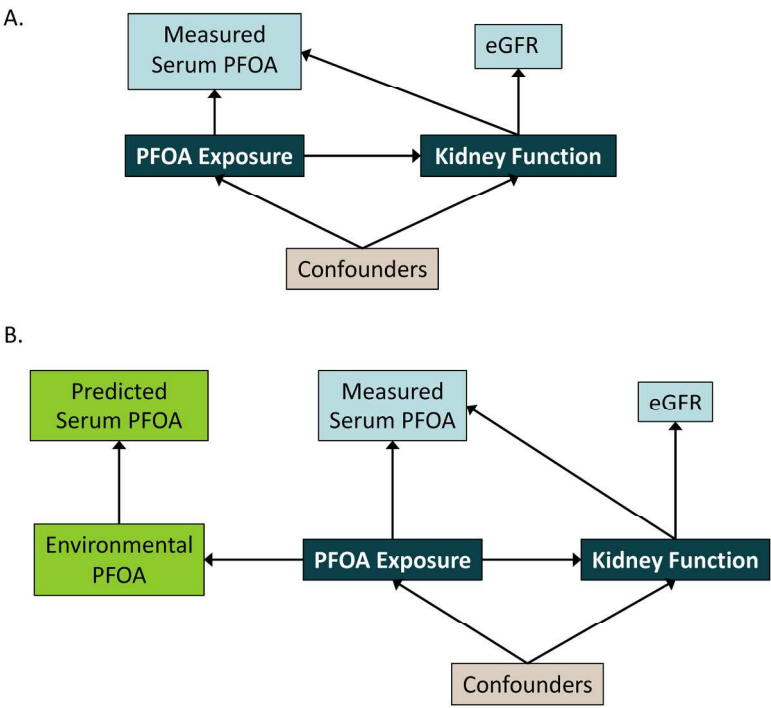 A.
Measured
Serum PFOA
eGFR
PFOA Exposure
Kidney Function
Confounders
B.
Predicted
Serum PFOA
Measured
Serum PFOA
eGFR
Environmental
PFOA
PFOA Exposure
Kidney Function
Confounders